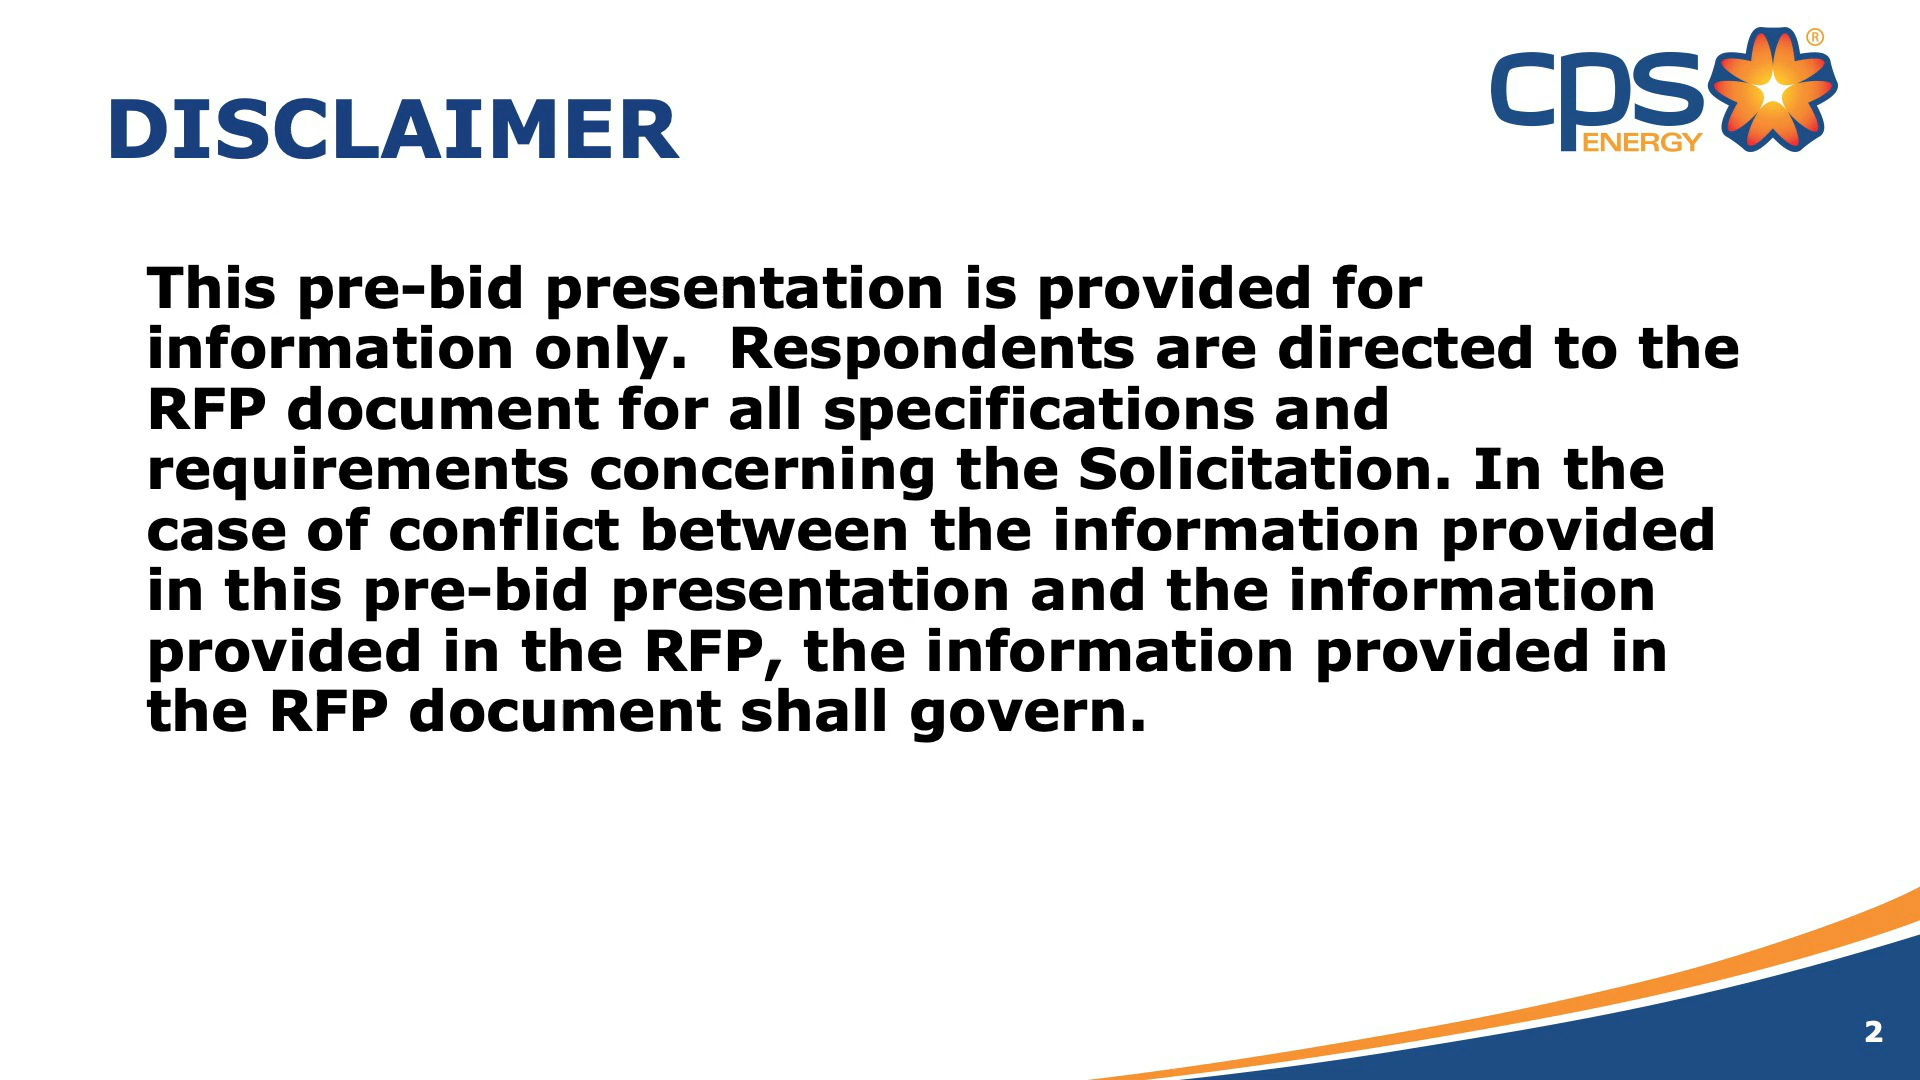 DISCLAIMER
cps
ENERGY
®
This pre-bid presentation is provided for
information only.  Respondents are directed to the
RFP document for all specifications and
requirements concerning the Solicitation. In the
case of conflict between the information provided
in this pre-bid presentation and the information
provided in the RFP, the information provided in
the RFP document shall govern.
2